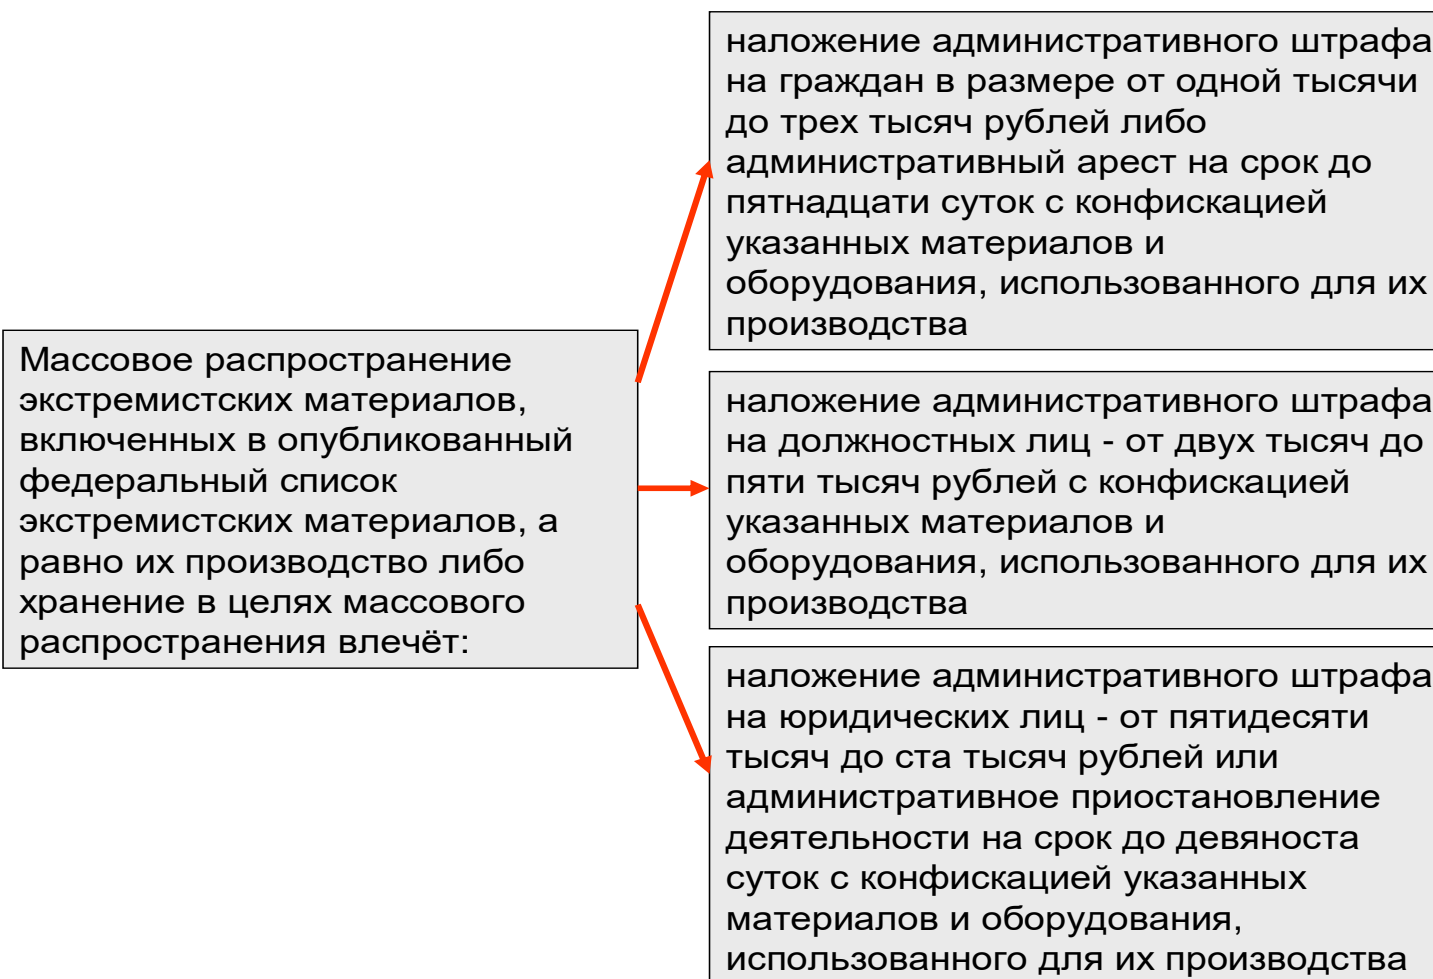 Массовое распространение
экстремистских материалов,
включенных в опубликованный
федеральный список
экстремистских материалов, а
равно их производство либо
хранение в целях массового
распространения влечёт:
наложение административного штрафа
на граждан в размере от одной тысячи
до трех тысяч рублей либо
административный арест на срок до
пятнадцати суток с конфискацией
указанных материалов и
оборудования, использованного для их
производства
наложение административного штрафа
на должностных лиц - от двух тысяч до
пяти тысяч рублей с конфискацией
указанных материалов и
оборудования, использованного для их
производства
наложение административного штрафа
на юридических лиц - от пятидесяти
тысяч до ста тысяч рублей или
административное приостановление
деятельности на срок до девяноста
суток с конфискацией указанных
материалов и оборудования,
использованного для их производства